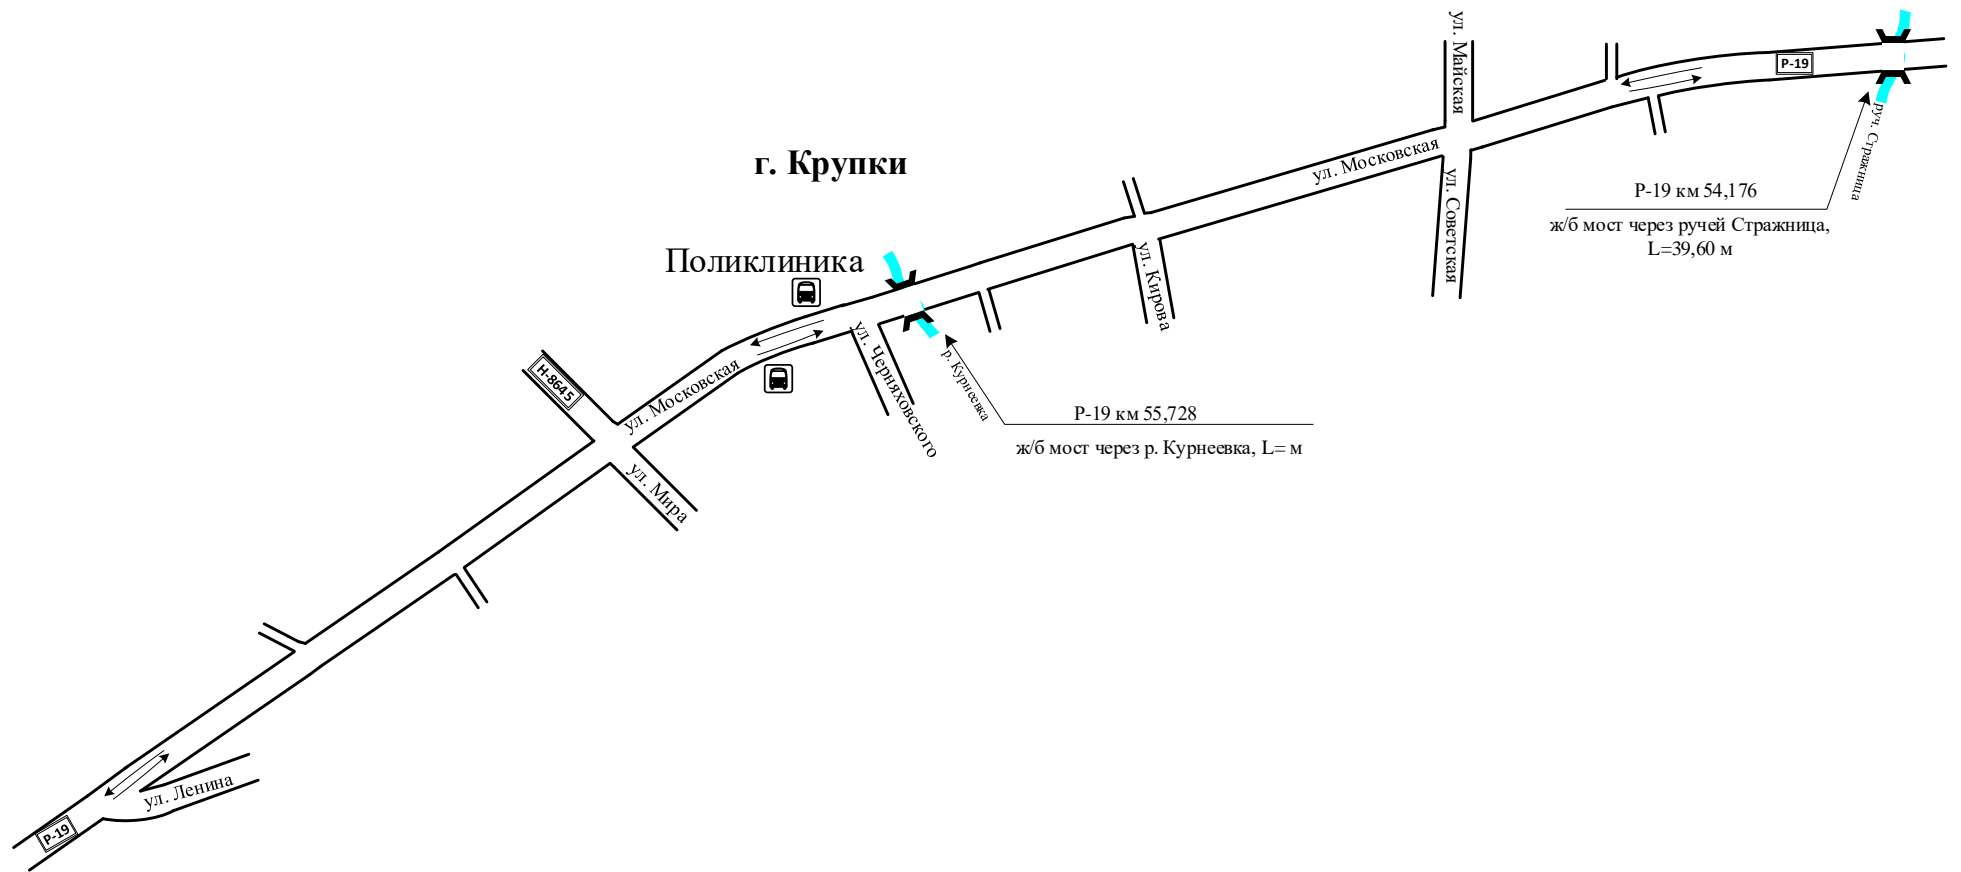 ул. Майская
Р-19
руч. Стражница
г. Крупки
ул. Московская
Р-19 км 54,176
ж/б мост через ручей Стражница,
L=39,60 м
ул. Советская
Поликлиника
ул. Кирова
ул. Черняховского
р. Курнеевка
Н-8645
ул. Московская
Р-19 км 55,728
ж/б мост через р. Курнеевка, L= м
ул. Мира
ул. Ленина
Р-19